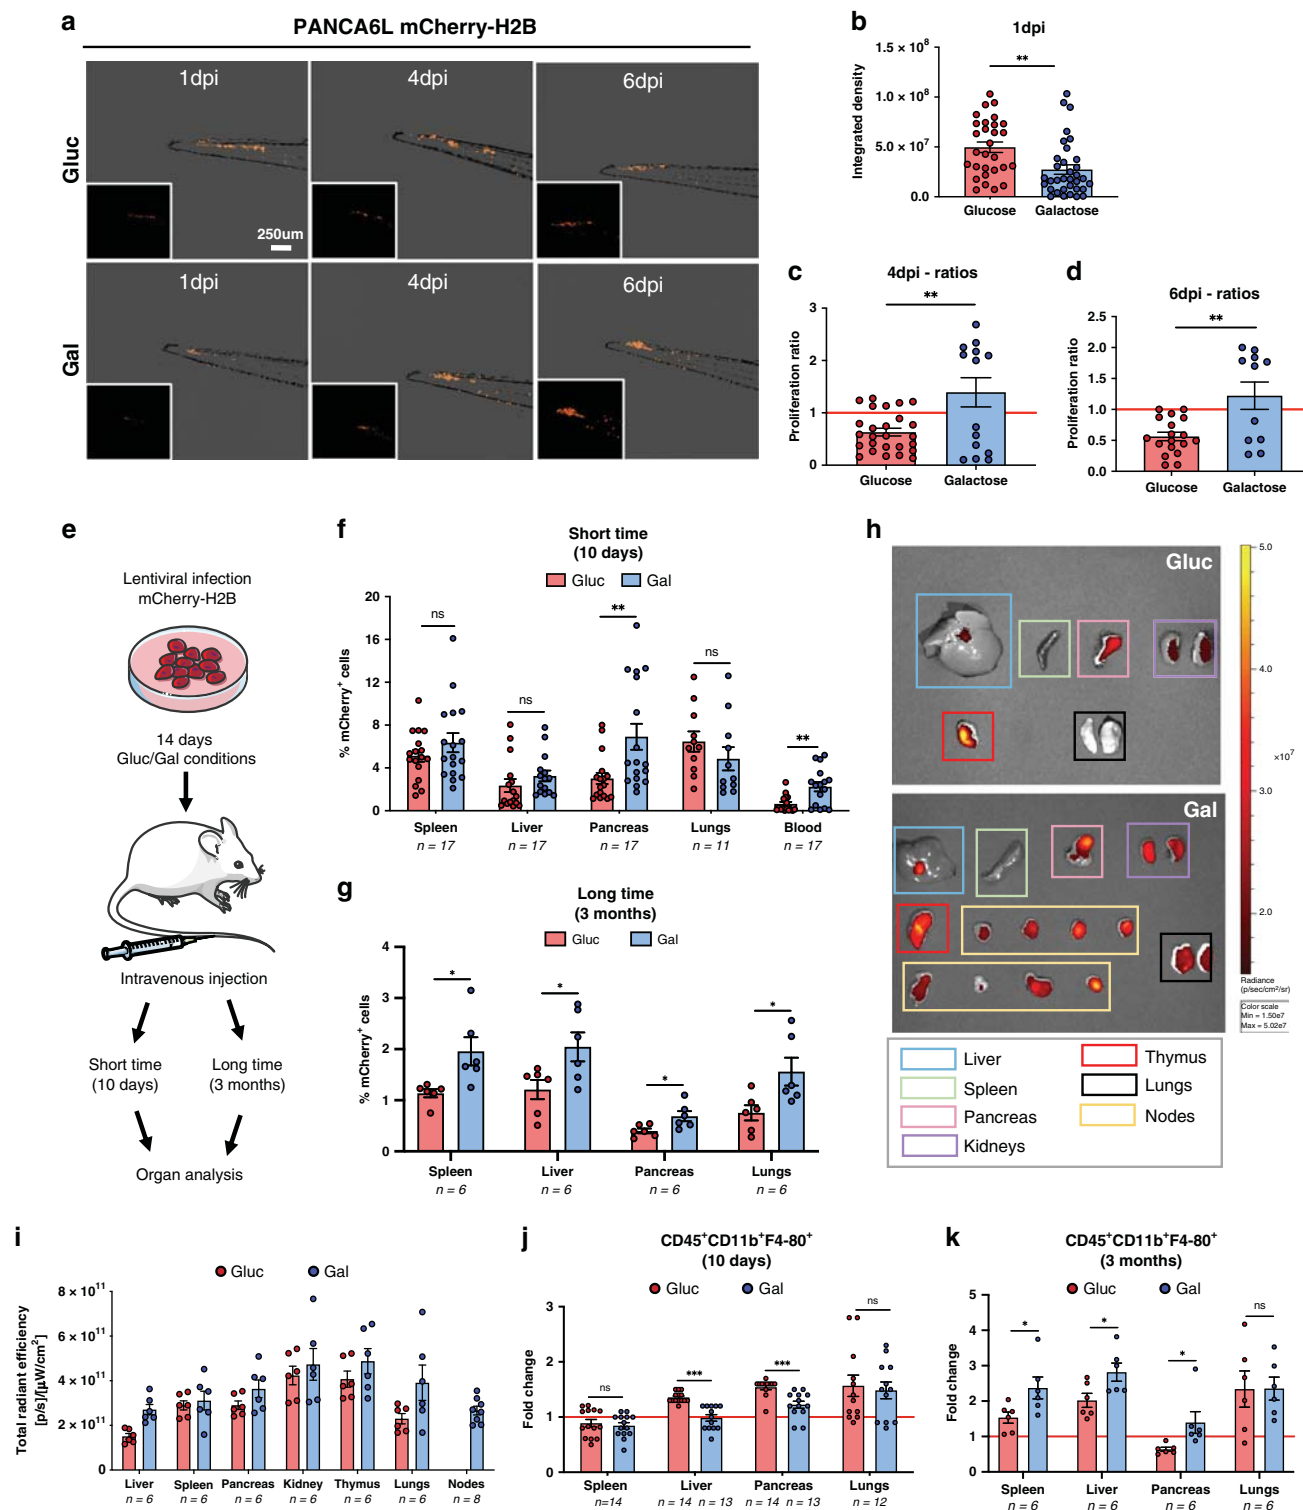 a
PANCA6L mCherry-H2B
1dpi
4dpi
6dpi
Gluc
250um
1dpi
4dpi
6dpi
Gal
b
1dpi
Integrated density
1.5 × 10⁸
1.0 × 10⁸
5.0 × 10⁷
0.0
**
Glucose
Galactose
c
4dpi - ratios
Proliferation ratio
3
2
1
0
**
Glucose
Galactose
d
6dpi - ratios
Proliferation ratio
2.5
2.0
1.5
1.0
0.5
0.0
**
Glucose
Galactose
e
Lentiviral infection
mCherry-H2B
14 days
Gluc/Gal conditions
Intravenous injection
Short time
(10 days)
Long time
(3 months)
Organ analysis
f
Short time
(10 days)
Gluc
Gal
% mCherry⁺ cells
20
16
12
8
4
0
ns
ns
**
ns
**
Spleen
Liver
Pancreas
Lungs
Blood
n = 17
n = 17
n = 17
n = 11
n = 17
g
Long time
(3 months)
Gluc
Gal
% mCherry⁺ cells
4
3
2
1
0
*
*
*
*
Spleen
Liver
Pancreas
Lungs
n = 6
n = 6
n = 6
n = 6
h
Gluc
Gal
5.0
4.0
×10⁷
3.0
2.0
Radiance
(p/sec/cm²/sr)
Color scale
Min = 1.50e7
Max = 5.02e7
Liver
Spleen
Pancreas
Kidneys
Thymus
Lungs
Nodes
i
Gluc
Gal
Total radiant efficiency
[p/s]/[µW/cm²]
8 × 10¹¹
6 × 10¹¹
4 × 10¹¹
2 × 10¹¹
0
Liver
Spleen
Pancreas
Kidney
Thymus
Lungs
Nodes
n = 6
n = 6
n = 6
n = 6
n = 6
n = 6
n = 8
j
CD45⁺CD11b⁺F4-80⁺
(10 days)
Gluc
Gal
Fold change
3
2
1
0
ns
***
***
ns
Spleen
Liver
Pancreas
Lungs
n=14
n = 14
n = 13
n = 14
n = 13
n = 12
k
CD45⁺CD11b⁺F4-80⁺
(3 months)
Gluc
Gal
Fold change
5
4
3
2
1
0
*
*
*
ns
Spleen
Liver
Pancreas
Lungs
n = 6
n = 6
n = 6
n = 6